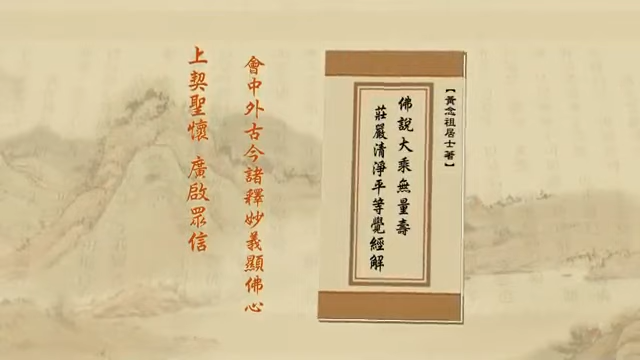 【黃念祖居士著】
佛說大乘無量壽
莊嚴清淨平等覺經解
會中外古今諸釋妙義顯佛心
上契聖懷 廣啟眾信